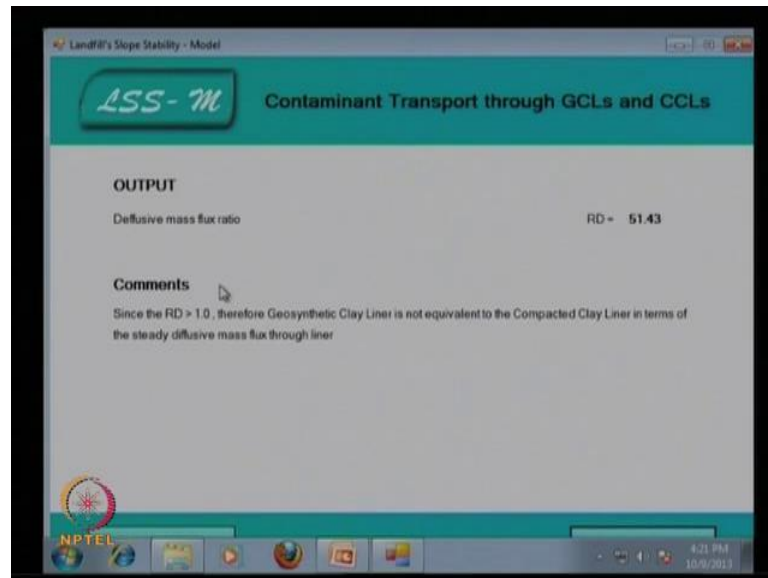 Landfill's Slope Stability - Model
LSS-M
Contaminant Transport through GCLs and CCLs
OUTPUT
Deffusive mass flux ratio RD = 51.43
Comments
Since the RD > 1.0, therefore Geosynthetic Clay Liner is not equivalent to the Compacted Clay Liner in terms of
the steady diffusive mass flux through liner
NPTEL
4:21 PM
10/9/2013